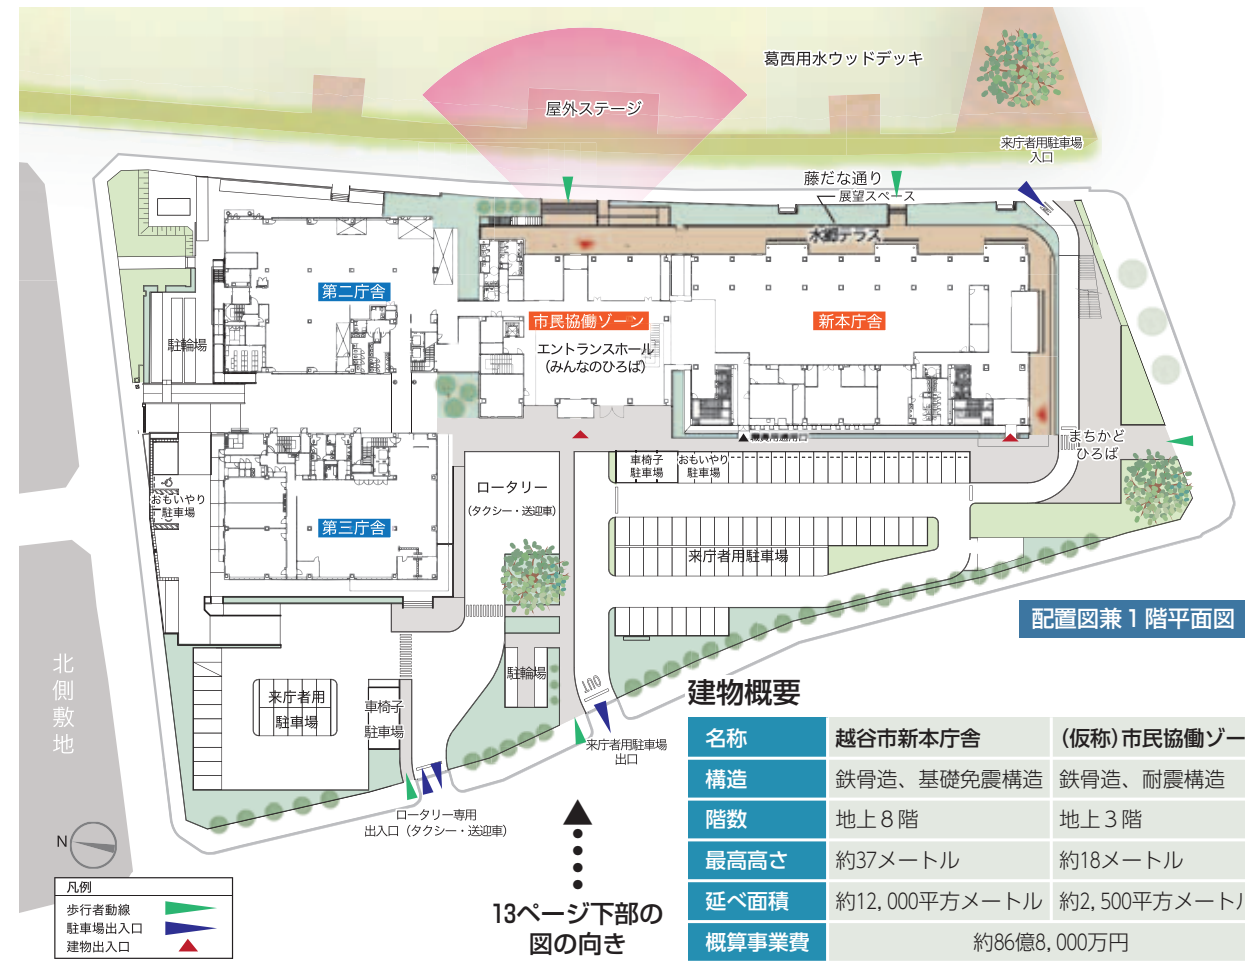 葛西用水ウッドデッキ
屋外ステージ
来庁者用駐車場
入口
藤だな通り
展望スペース
水郷テラス
第二庁舎
市民協働ゾーン
新本庁舎
エントランスホール
(みんなのひろば)
駐輪場
職員用通用口
まちかど
ひろば
車椅子
駐車場
おもいやり
駐車場
ロータリー
(タクシー・送迎車)
おもいやり
駐車場
第三庁舎
来庁者用駐車場
配置図兼1階平面図
北側敷地
駐輪場
OUT
来庁者用
駐車場
車椅子
駐車場
来庁者用駐車場
出口
ロータリー専用
出入口(タクシー・送迎車)
N
凡例
歩行者動線
駐車場出入口
建物出入口
13ページ下部の
図の向き
建物概要
名称 越谷市新本庁舎 (仮称)市民協働ゾー
構造 鉄骨造、基礎免震構造 鉄骨造、耐震構造
階数 地上8階 地上3階
最高高さ 約37メートル 約18メートル
延べ面積 約12,000平方メートル 約2,500平方メート
概算事業費 約86億8,000万円